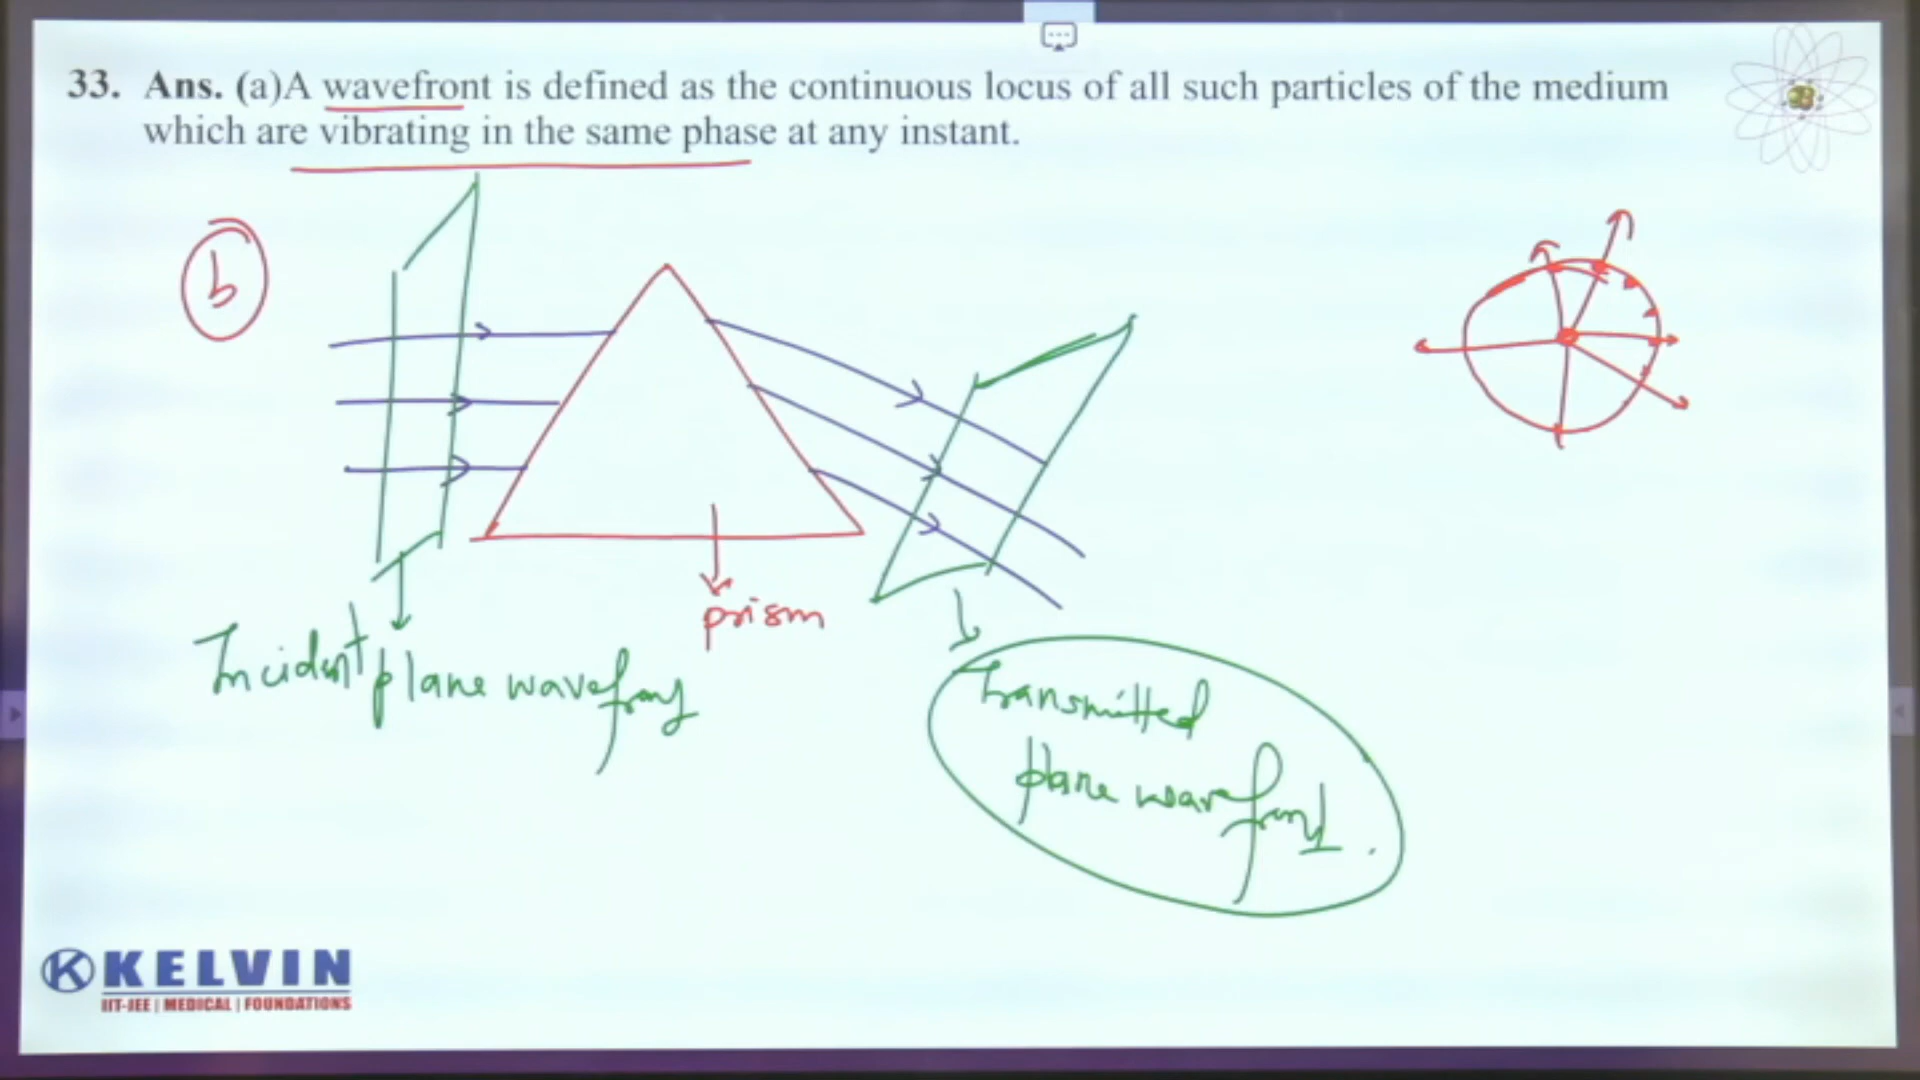 33. Ans. (a)A wavefront is defined as the continuous locus of all such particles of the medium
which are vibrating in the same phase at any instant.
b
prism
Incident plane wavefront
Transmitted
plane wavefront.
KELVIN
IIT-JEE | MEDICAL | FOUNDATIONS